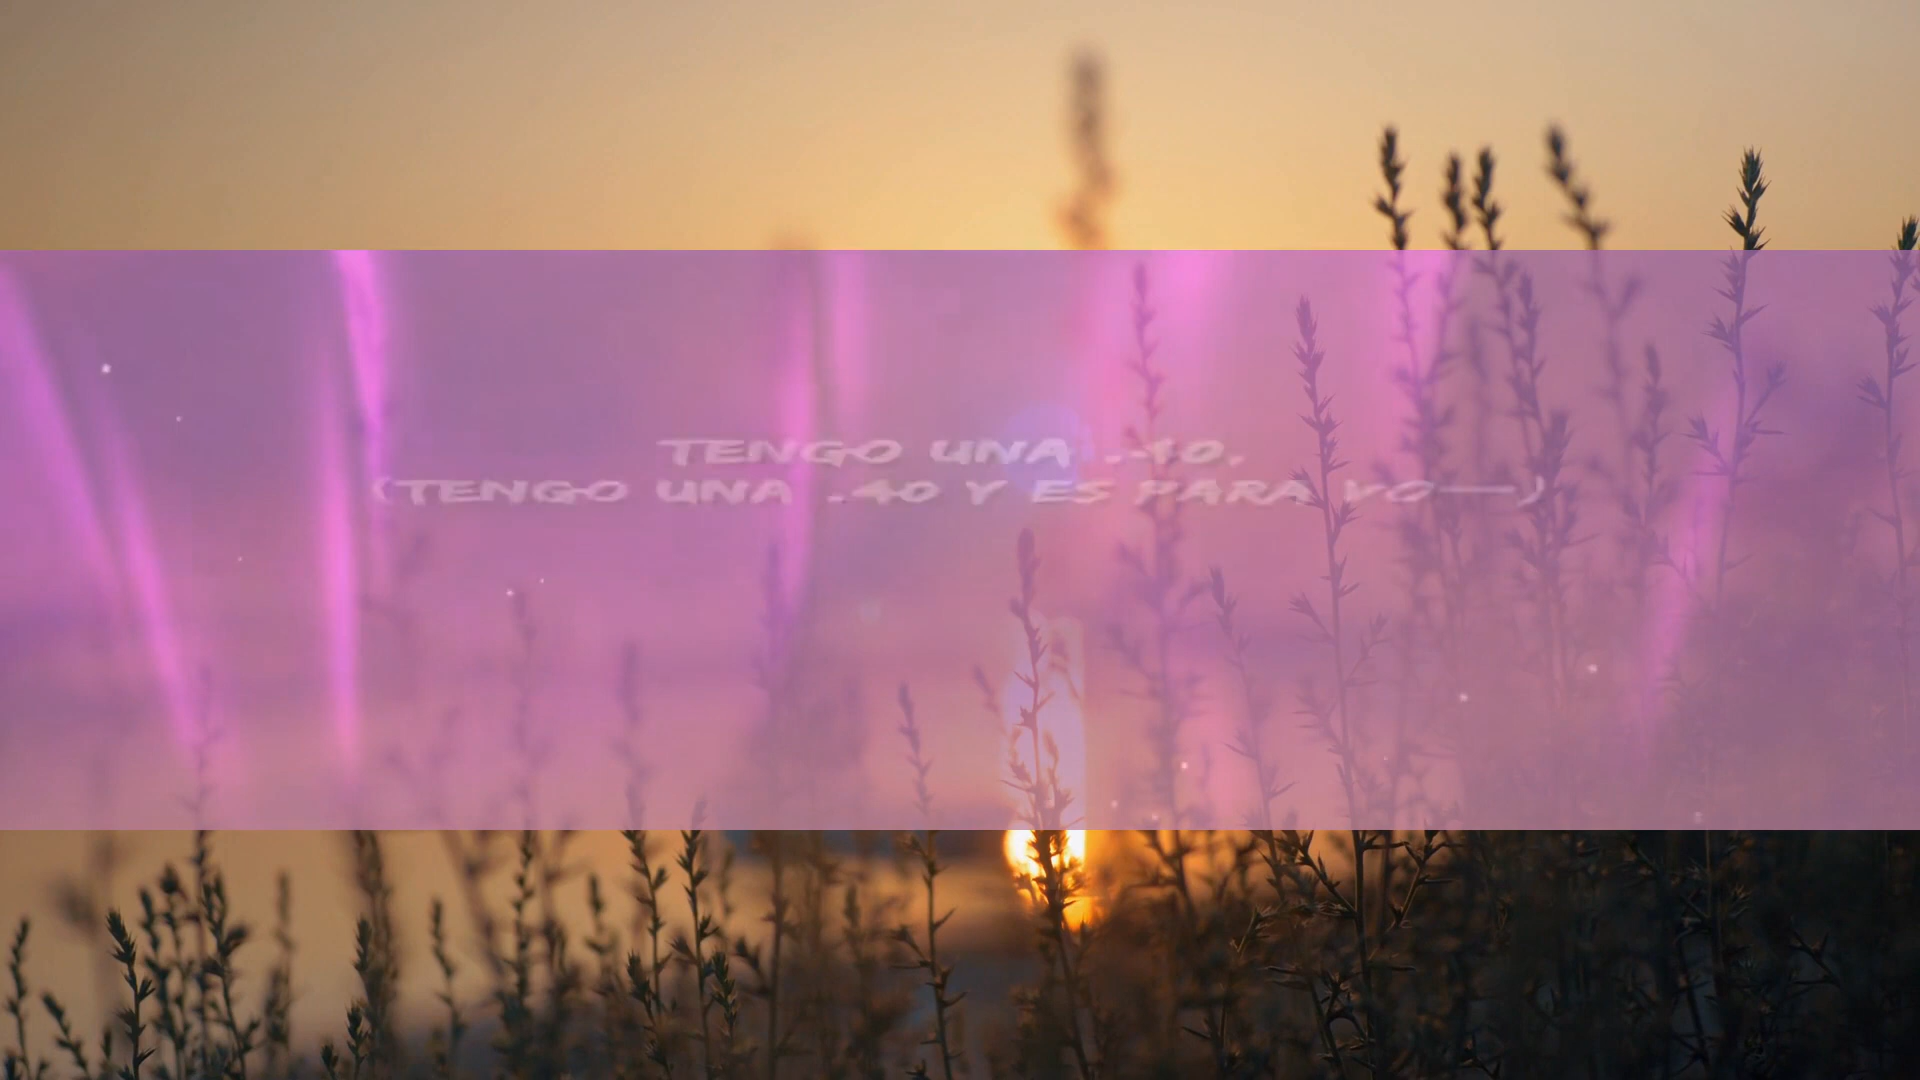 TENGO UNA .40.
(TENGO UNA .40 Y ES PARA VO—)